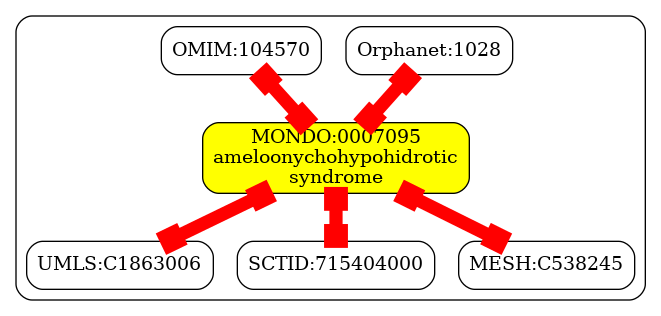 OMIM:104570
Orphanet:1028
MONDO:0007095
ameloonychohypohidrotic
syndrome
UMLS:C1863006
SCTID:715404000
MESH:C538245